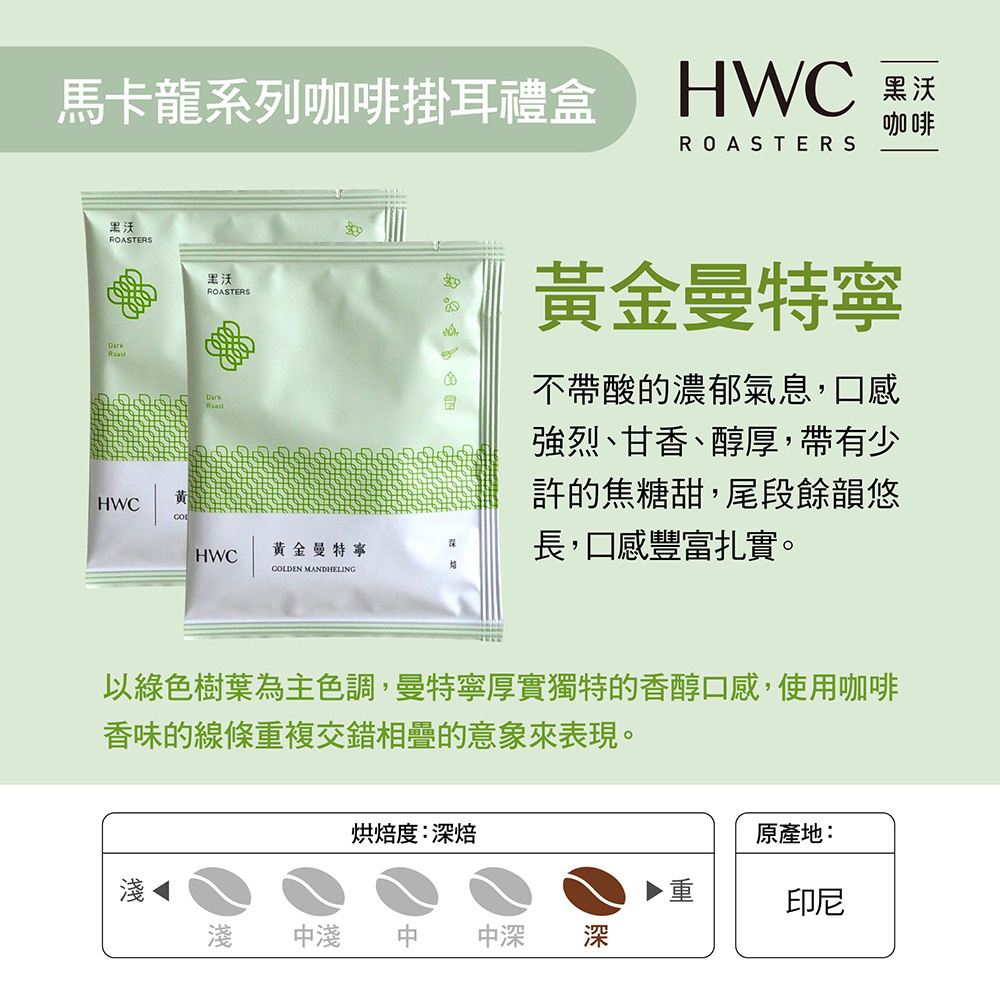 馬卡龍系列咖啡掛耳禮盒
HWC
ROASTERS
黑沃
咖啡
黑沃
ROASTERS
Dark
Roast
HWC
黃
GOL
黑沃
ROASTERS
Dark
Roast
HWC
黃金曼特寧
GOLDEN MANDHELING
深焙
黃金曼特寧
不帶酸的濃郁氣息,口感
強烈、甘香、醇厚,帶有少
許的焦糖甜,尾段餘韻悠
長,口感豐富扎實。
以綠色樹葉為主色調,曼特寧厚實獨特的香醇口感,使用咖啡
香味的線條重複交錯相疊的意象來表現。
烘焙度:深焙
淺◀ ▶重
淺 中淺 中 中深 深
原產地:
印尼